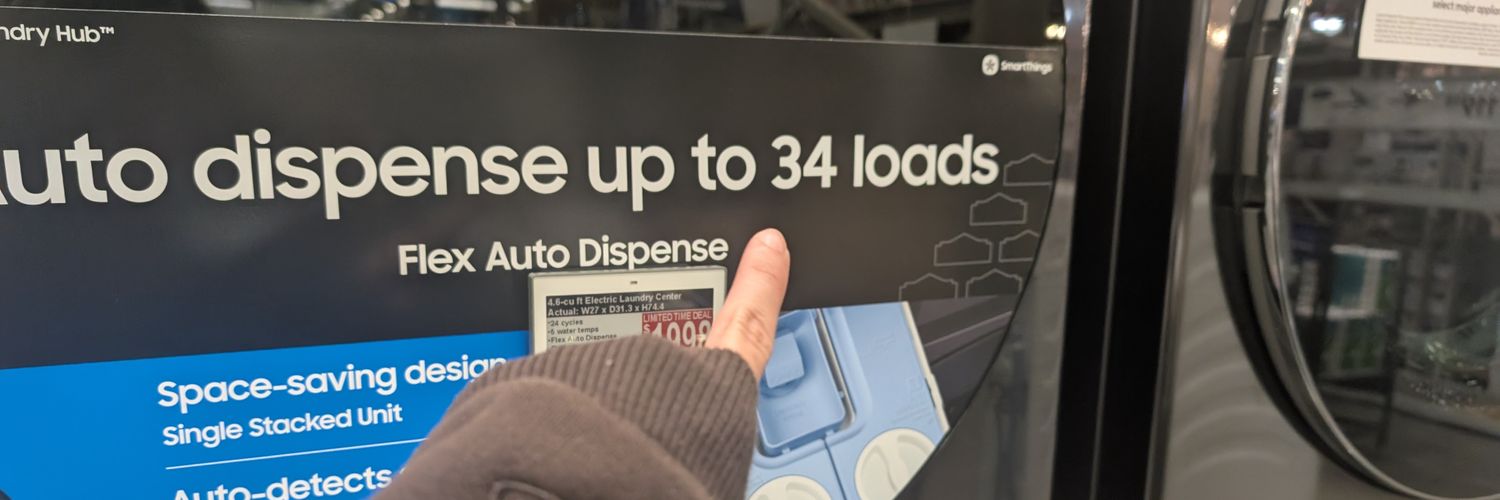 ndry Hub™
SmartThings
Auto dispense up to 34 loads
Flex Auto Dispense
4.6-cu ft Electric Laundry Center
Actual: W27 x D31.3 x H74.4
*24 cycles
*5 water temps
*Flex Auto Dispense
LIMITED TIME DEAL
Space-saving design
Single Stacked Unit
Auto-detects
select major applian